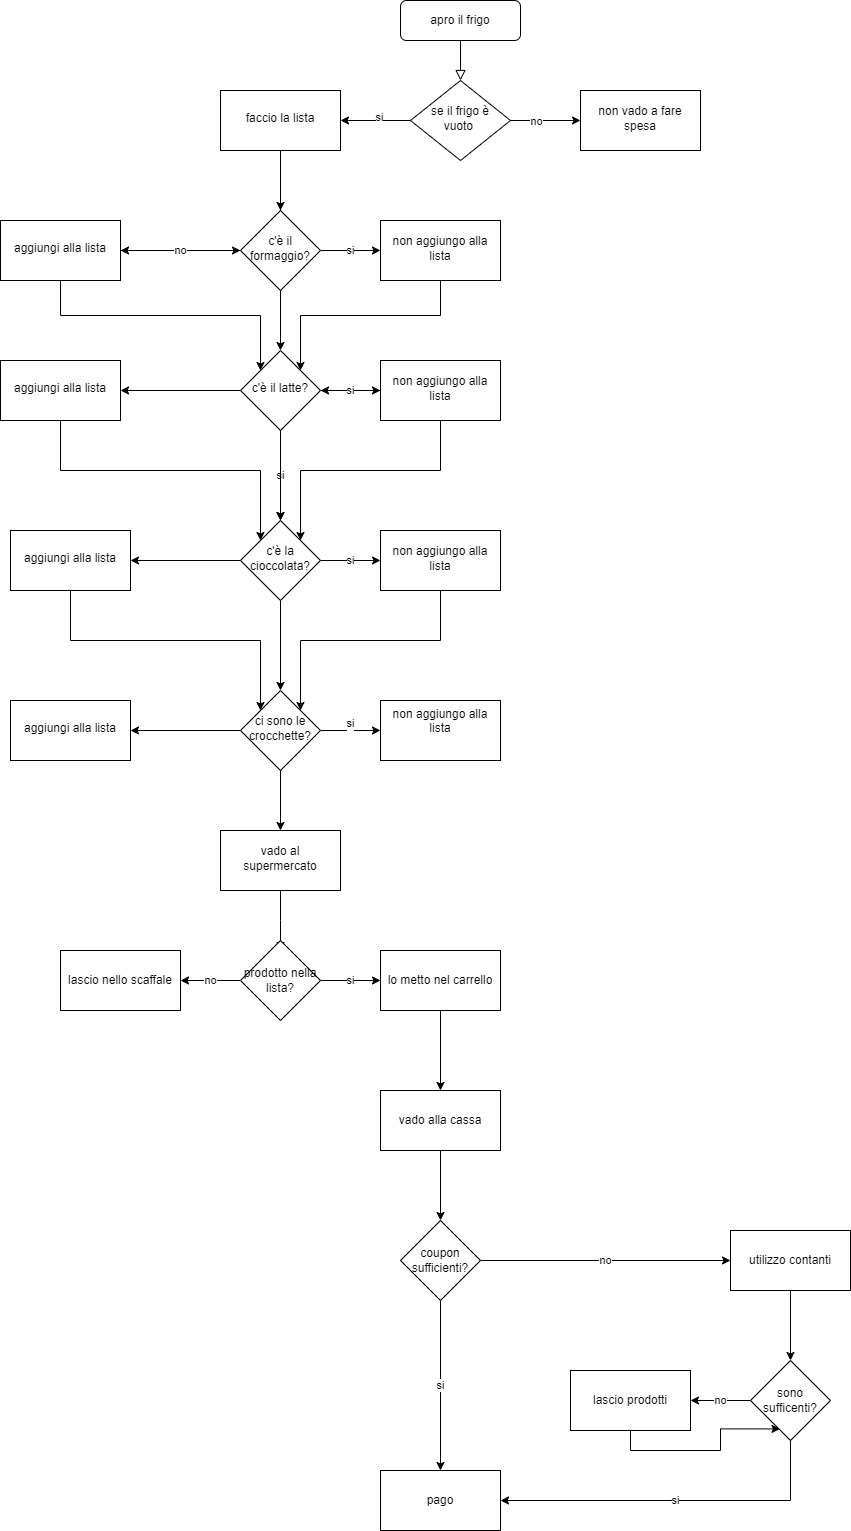 apro il frigo
se il frigo è
vuoto
si
no
faccio la lista
non vado a fare
spesa
c'è il
formaggio?
no
si
aggiungi alla lista
non aggiungo alla
lista
c'è il latte?
si
aggiungi alla lista
non aggiungo alla
lista
si
c'è la
cioccolata?
si
aggiungi alla lista
non aggiungo alla
lista
ci sono le
crocchette?
si
aggiungi alla lista
non aggiungo alla
lista
vado al
supermercato
prodotto nella
lista?
no
si
lascio nello scaffale
lo metto nel carrello
vado alla cassa
coupon
sufficienti?
no
utilizzo contanti
si
sono
sufficenti?
no
lascio prodotti
si
pago